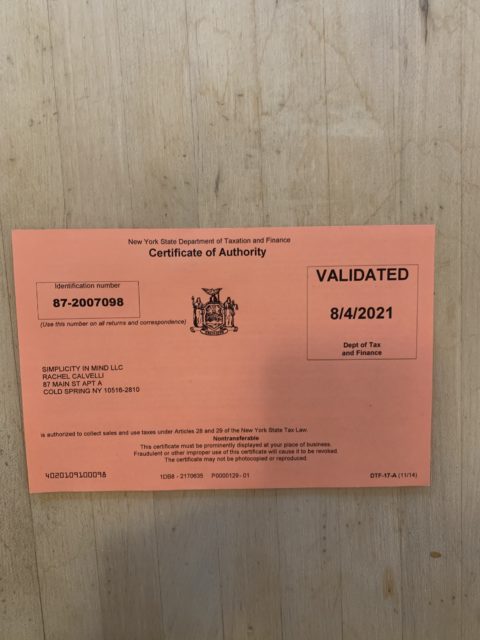 New York State Department of Taxation and Finance
Certificate of Authority
Identification number
87-2007098
(Use this number on all returns and correspondence)
VALIDATED
8/4/2021
Dept of Tax
and Finance
SIMPLICITY IN MIND LLC
RACHEL CALVELLI
87 MAIN ST APT A
COLD SPRING NY 10516-2810
is authorized to collect sales and use taxes under Articles 28 and 29 of the New York State Tax Law.
Nontransferable
This certificate must be prominently displayed at your place of business.
Fraudulent or other improper use of this certificate will cause it to be revoked.
The certificate may not be photocopied or reproduced.
4020109100098 1DB8 - 2170635 P0000129- 01 DTF-17-A (11/14)